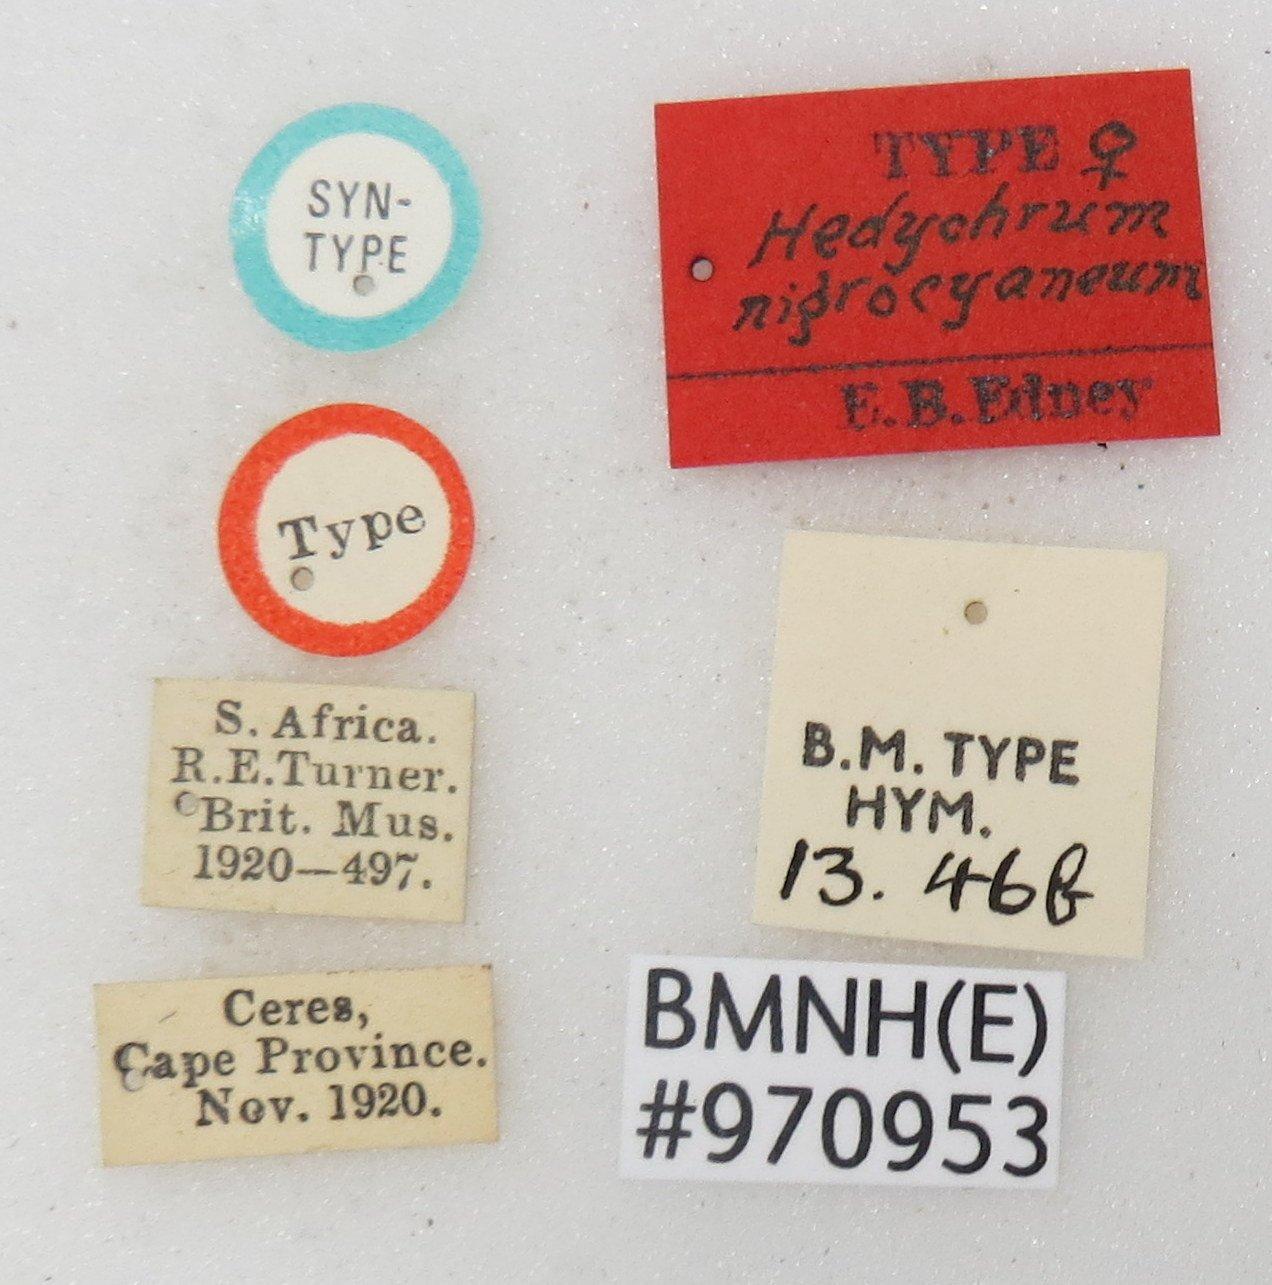 SYN-
TYPE
Type
S. Africa.
R.E.Turner.
Brit. Mus.
1920—497.
Ceres,
Cape Province.
Nov. 1920.
TYPE ♀
Hedychrum
nigrocyaneum
E.B.Edney
B.M. TYPE
HYM.
13. 46b
BMNH(E)
#970953